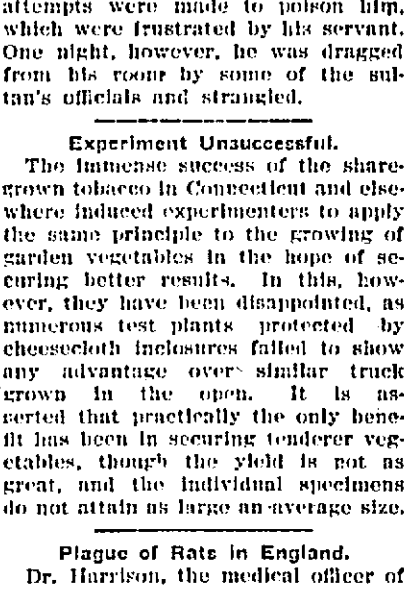 attempts were made to poison him,
which were frustrated by his servant.
One night, however, he was dragged
from his room by some of the sul-
tan's officials and strangled.
Experiment Unsuccessful.
The immense success of the share-
grown tobacco in Connecticut and else-
where induced experimenters to apply
the same principle to the growing of
garden vegetables in the hope of se-
curing better results. In this, how-
ever, they have been disappointed, as
numerous test plants protected by
cheesecloth inclosures failed to show
any advantage over similar truck
grown in the open. It is as-
serted that practically the only bene-
fit has been in securing tenderer veg-
etables, though the yield is not as
great, and the individual specimens
do not attain as large an average size.
Plague of Rats in England.
Dr. Harrison, the medical officer of